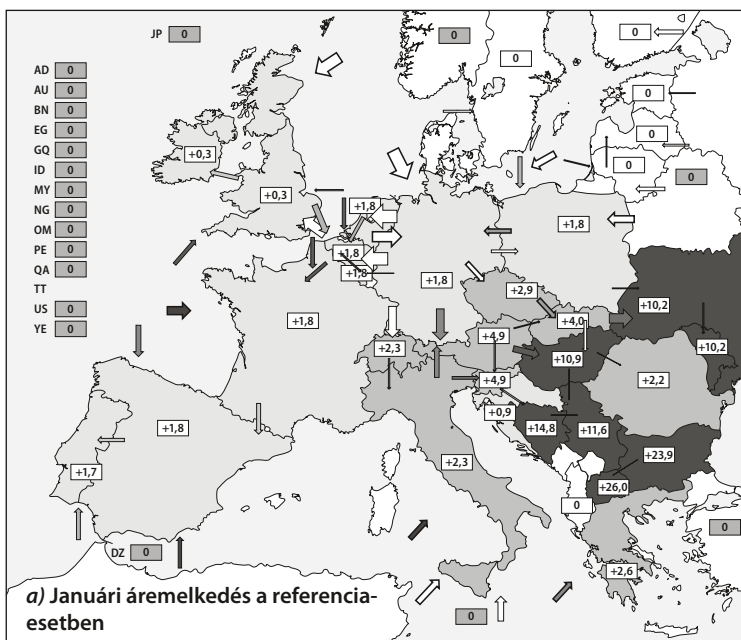 JP 0
AD 0
AU 0
BN 0
EG 0
GQ 0
ID 0
MY 0
NG 0
OM 0
PE 0
QA 0
TT
US 0
YE 0
0
0
0
0
0
0
0
+0,3
+0,3
+1,8
+1,8
+1,8
+1,8
+1,8
+1,8
+2,9
+4,0
+10,2
+10,2
+2,3
+4,9
+4,9
+10,9
+2,2
+0,9
+14,8
+11,6
+23,9
+26,0
+1,8
+1,7
+2,3
0
0
+2,6
DZ 0
0
a) Januári áremelkedés a referencia-
esetben